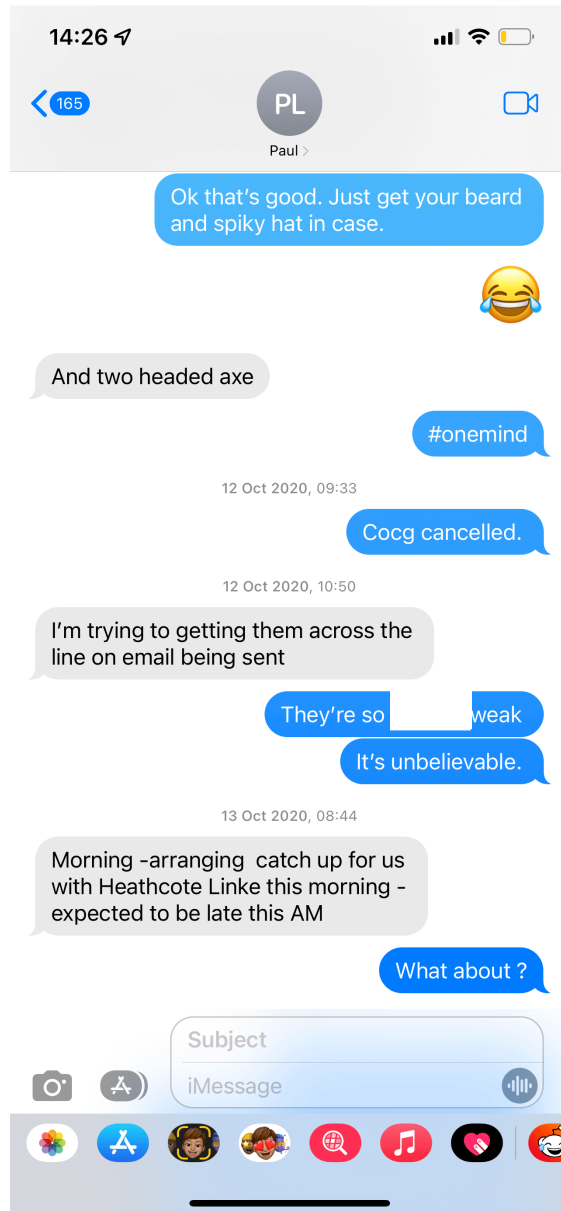 14:26
165
PL
Paul
Ok that's good. Just get your beard
and spiky hat in case.
And two headed axe
#onemind
12 Oct 2020, 09:33
Cocg cancelled.
12 Oct 2020, 10:50
I'm trying to getting them across the
line on email being sent
They're so weak
It's unbelievable.
13 Oct 2020, 08:44
Morning -arranging  catch up for us
with Heathcote Linke this morning -
expected to be late this AM
What about ?
Subject
iMessage